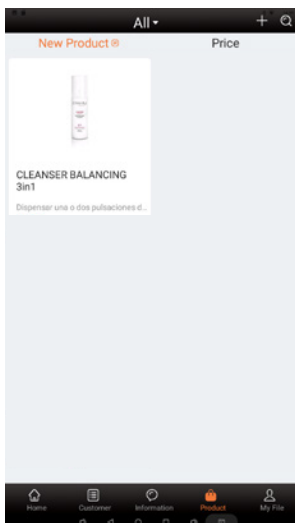 All
New Product
Price
CLEANSER BALANCING
3in1
Dispensar una o dos pulsaciones d...
Home Customer Information Product My File